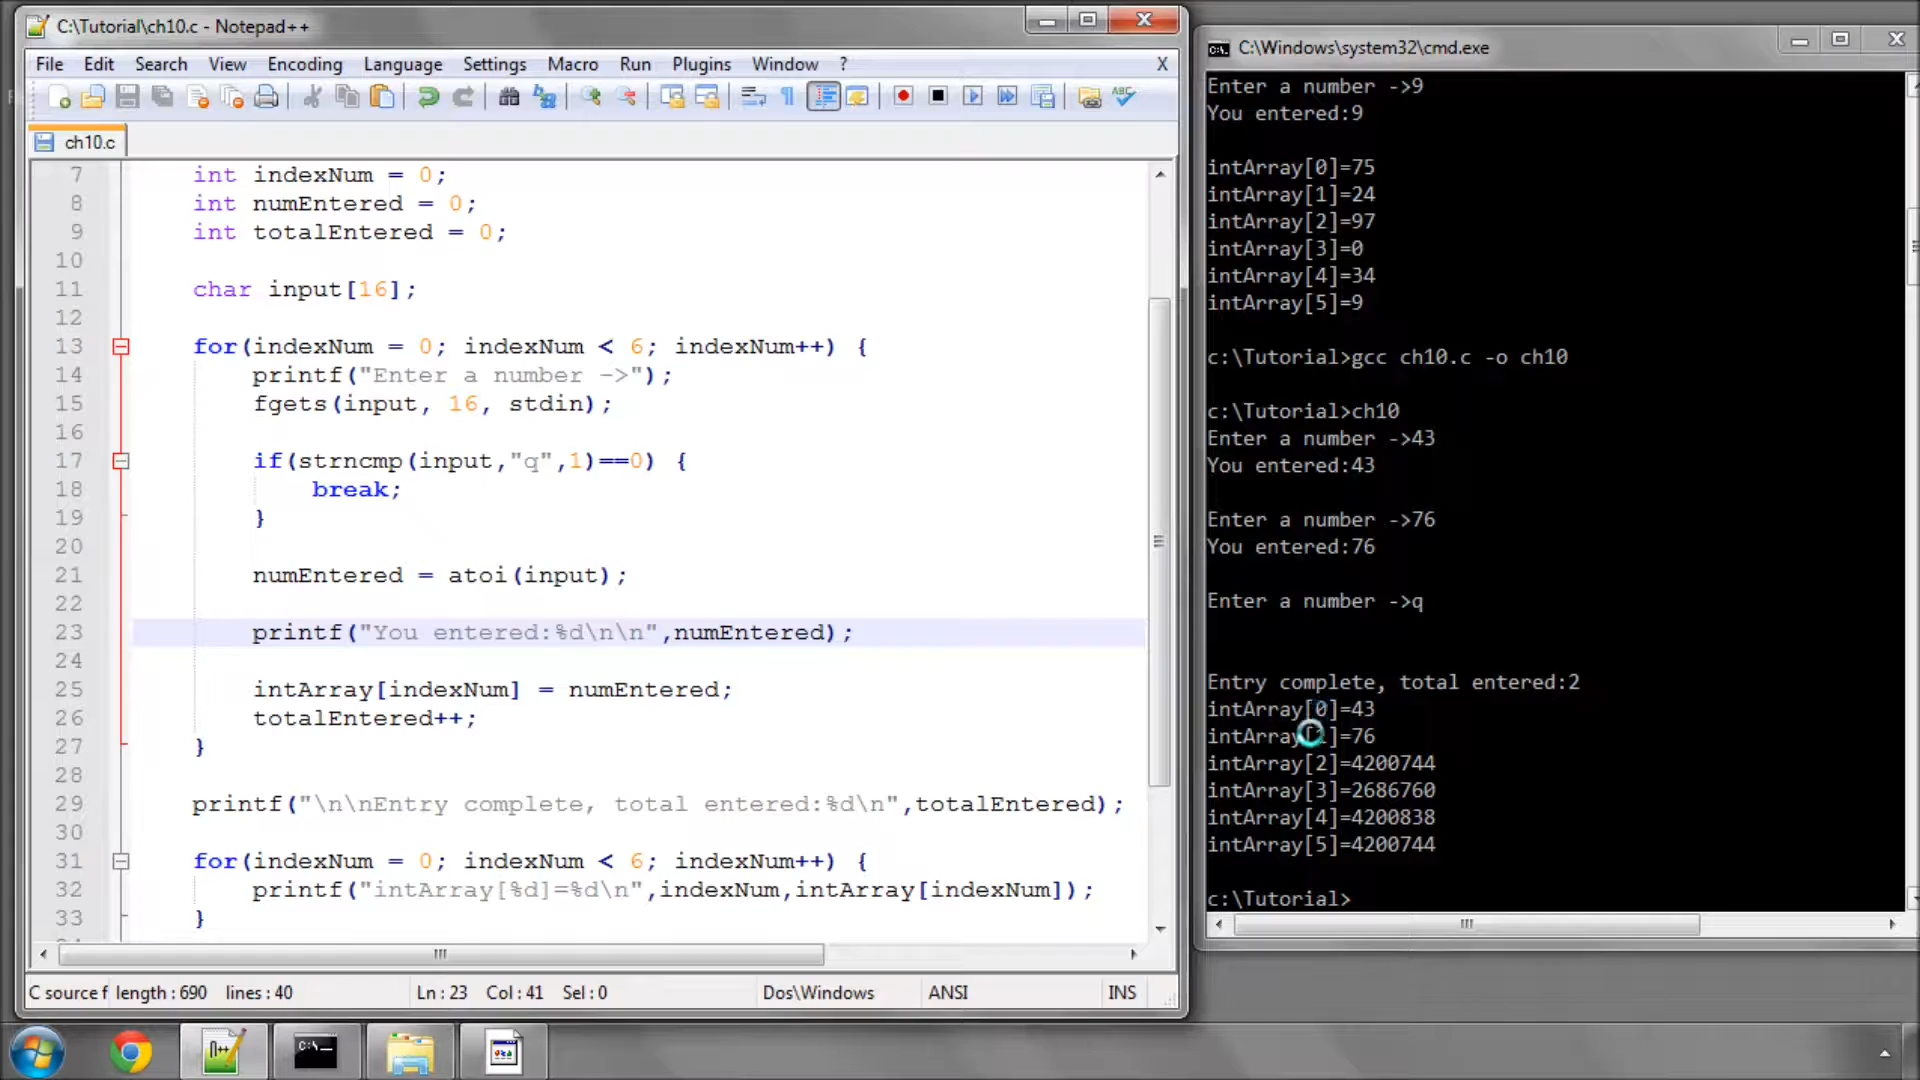 C:\Tutorial\ch10.c - Notepad++
File Edit Search View Encoding Language Settings Macro Run Plugins Window ? X
ABC
ch10.c
7 int indexNum = 0;
8 int numEntered = 0;
9 int totalEntered = 0;
10
11 char input[16];
12
13 for(indexNum = 0; indexNum < 6; indexNum++) {
14 printf("Enter a number ->");
15 fgets(input, 16, stdin);
16
17 if(strncmp(input,"q",1)==0) {
18 break;
19 }
20
21 numEntered = atoi(input);
22
23 printf("You entered:%d\n\n",numEntered);
24
25 intArray[indexNum] = numEntered;
26 totalEntered++;
27 }
28
29 printf("\n\nEntry complete, total entered:%d\n",totalEntered);
30
31 for(indexNum = 0; indexNum < 6; indexNum++) {
32 printf("intArray[%d]=%d\n",indexNum,intArray[indexNum]);
33 }
C source f length : 690 lines : 40 Ln : 23 Col : 41 Sel : 0 Dos\Windows ANSI INS
C:\Windows\system32\cmd.exe
Enter a number ->9
You entered:9
intArray[0]=75
intArray[1]=24
intArray[2]=97
intArray[3]=0
intArray[4]=34
intArray[5]=9
c:\Tutorial>gcc ch10.c -o ch10
c:\Tutorial>ch10
Enter a number ->43
You entered:43
Enter a number ->76
You entered:76
Enter a number ->q
Entry complete, total entered:2
intArray[0]=43
intArray[1]=76
intArray[2]=4200744
intArray[3]=2686760
intArray[4]=4200838
intArray[5]=4200744
c:\Tutorial>